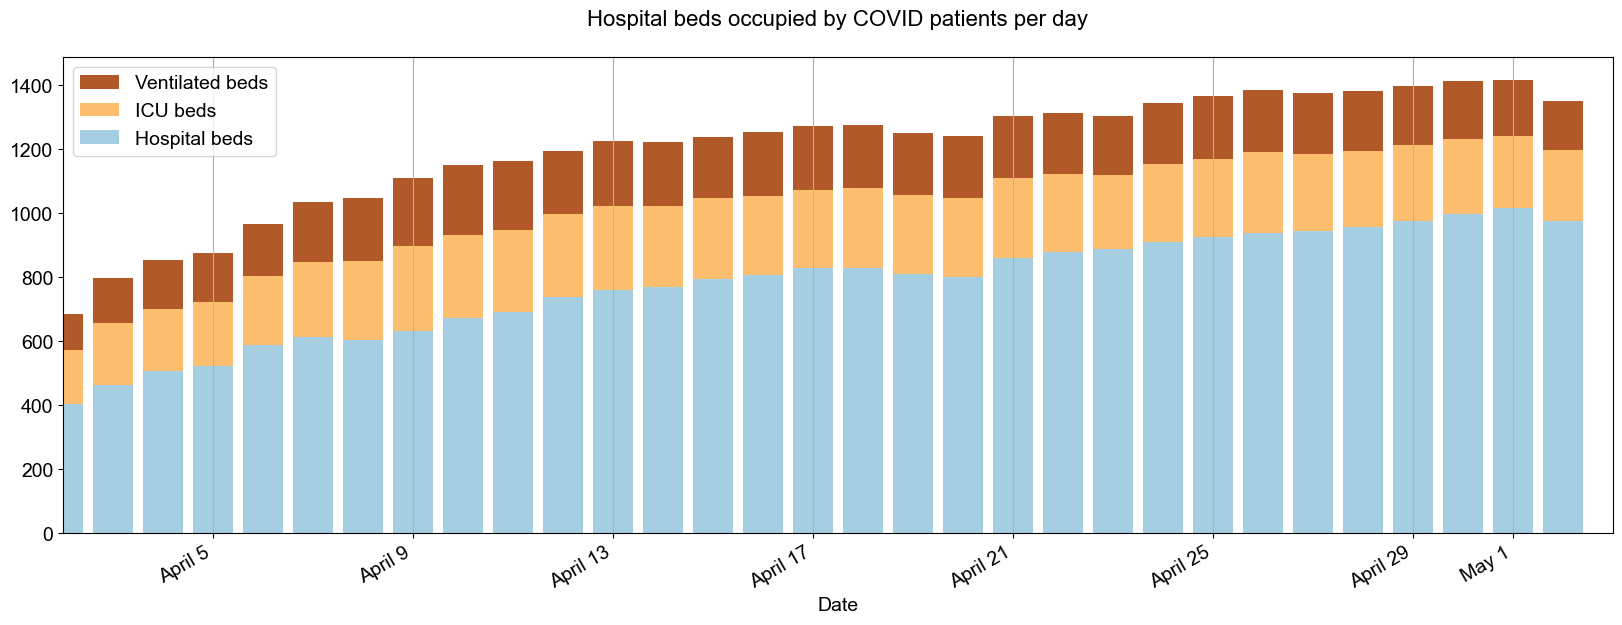 Hospital beds occupied by COVID patients per day
Ventilated beds
ICU beds
Hospital beds
1400
1200
1000
800
600
400
200
0
April 5
April 9
April 13
April 17
April 21
April 25
April 29
May 1
Date